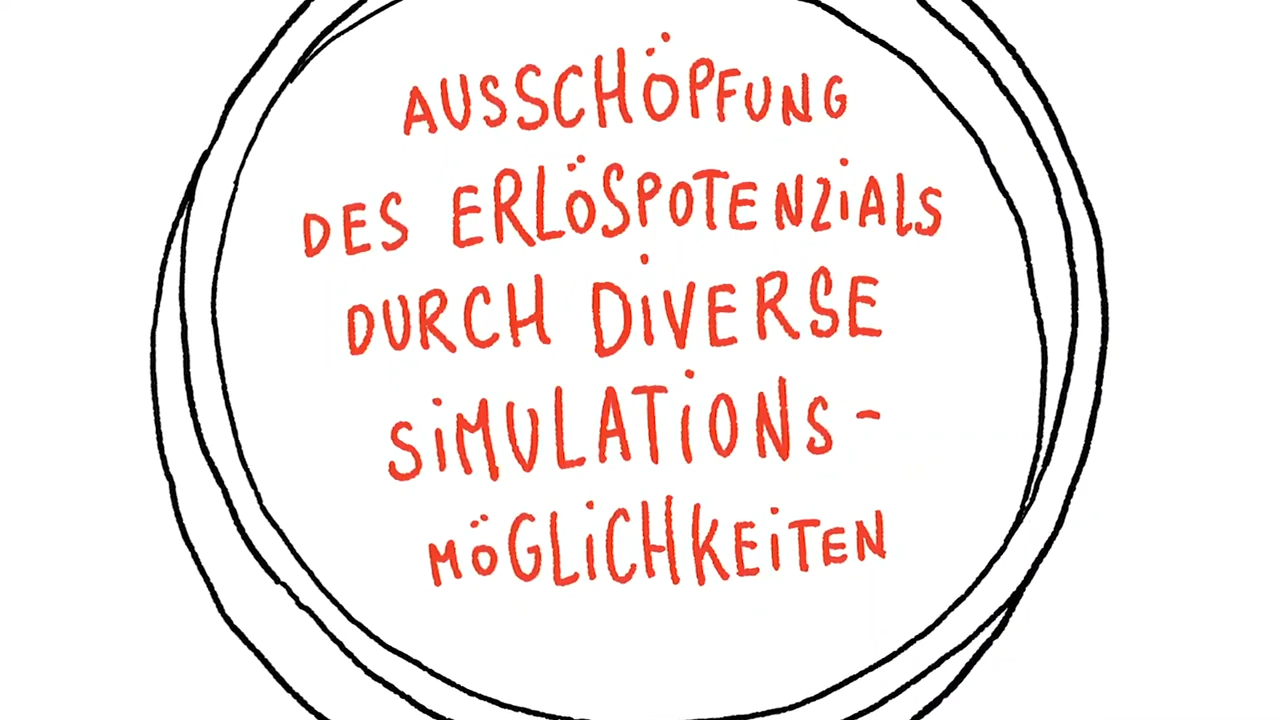 AUSSCHÖPFUNG
DES ERLÖSPOTENZIALS
DURCH DIVERSE
SIMULATIONS-
MÖGLICHKEITEN